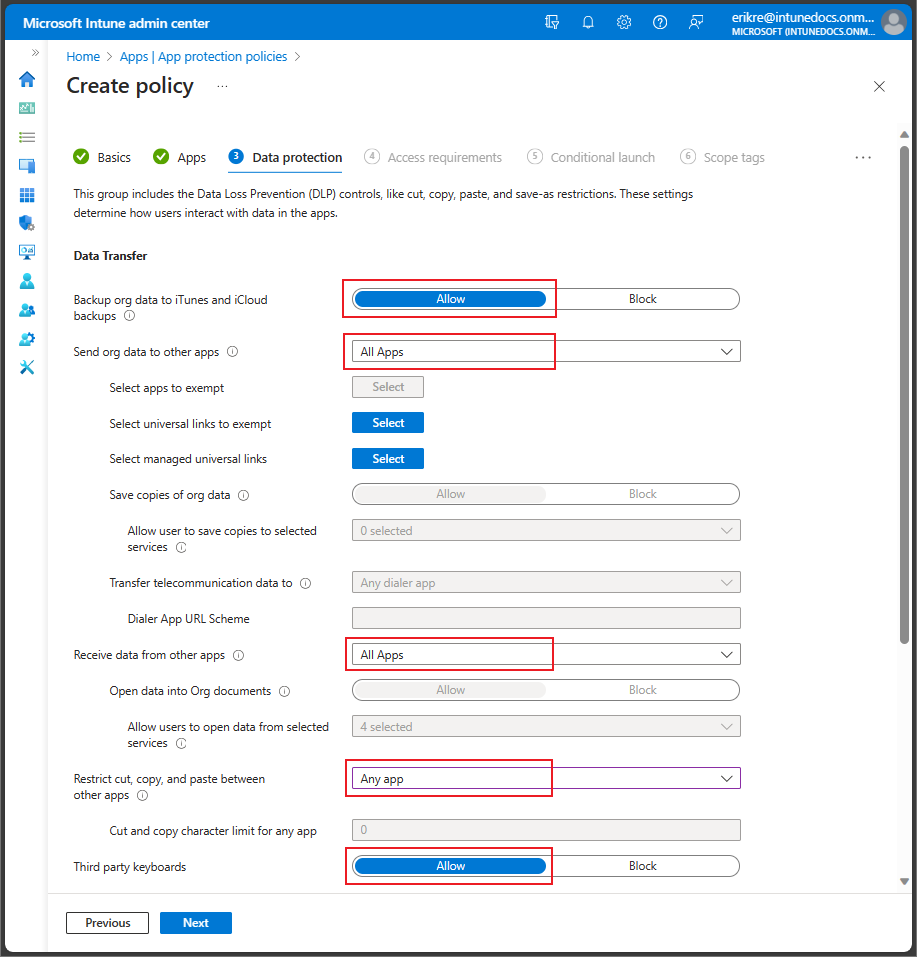 Microsoft Intune admin center
erikre@intunedocs.onm...
MICROSOFT (INTUNEDOCS.ONM...
Home > Apps | App protection policies >
Create policy ...
Basics
Apps
3 Data protection
4 Access requirements
5 Conditional launch
6 Scope tags
...
This group includes the Data Loss Prevention (DLP) controls, like cut, copy, paste, and save-as restrictions. These settings
determine how users interact with data in the apps.
Data Transfer
Backup org data to iTunes and iCloud
backups
Allow Block
Send org data to other apps
All Apps
Select apps to exempt
Select
Select universal links to exempt
Select
Select managed universal links
Select
Save copies of org data
Allow Block
Allow user to save copies to selected
services
0 selected
Transfer telecommunication data to
Any dialer app
Dialer App URL Scheme
Receive data from other apps
All Apps
Open data into Org documents
Allow Block
Allow users to open data from selected
services
4 selected
Restrict cut, copy, and paste between
other apps
Any app
Cut and copy character limit for any app
0
Third party keyboards
Allow Block
Previous Next